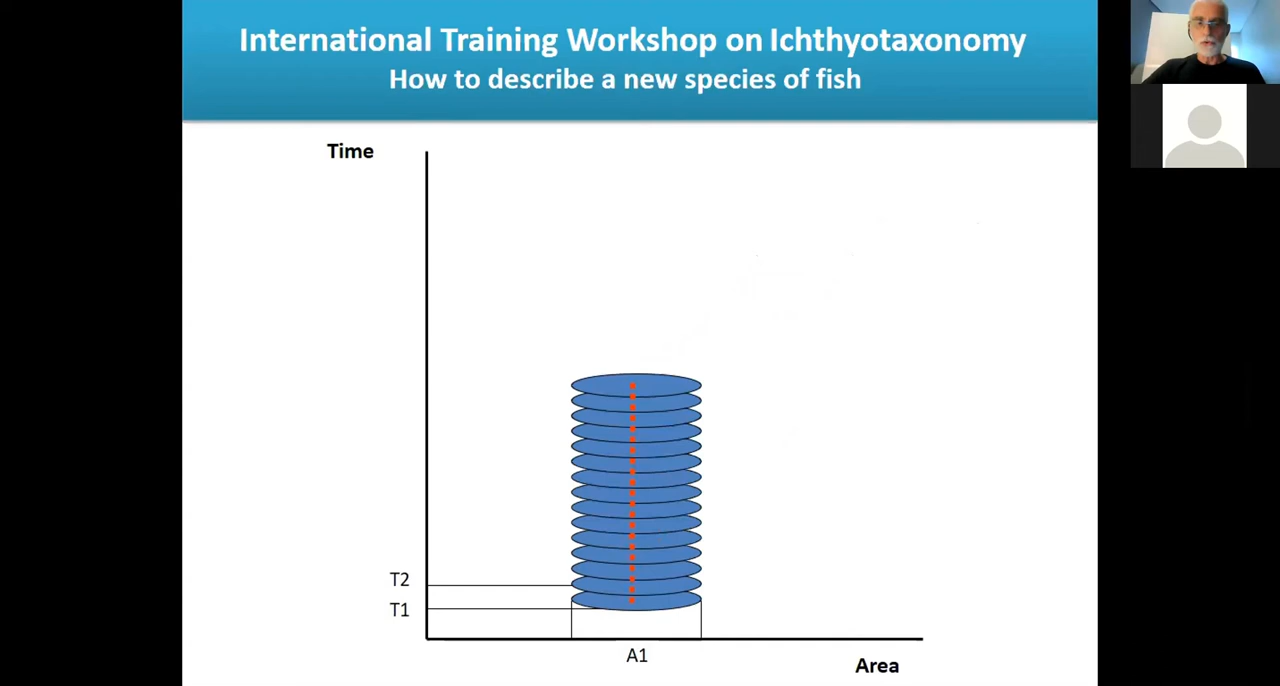 International Training Workshop on Ichthyotaxonomy
How to describe a new species of fish
Time
T2
T1
A1
Area